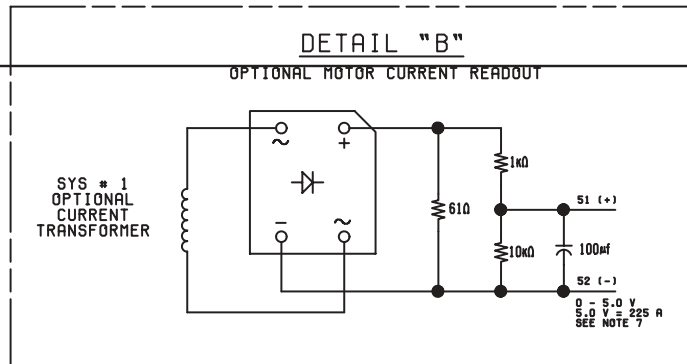 DETAIL "B"
OPTIONAL MOTOR CURRENT READOUT
SYS # 1
OPTIONAL
CURRENT
TRANSFORMER
~
+
−
~
61Ω
1KΩ
10KΩ
100µf
51 (+)
52 (-)
0 - 5.0 V
5.0 V = 225 A
SEE NOTE 7